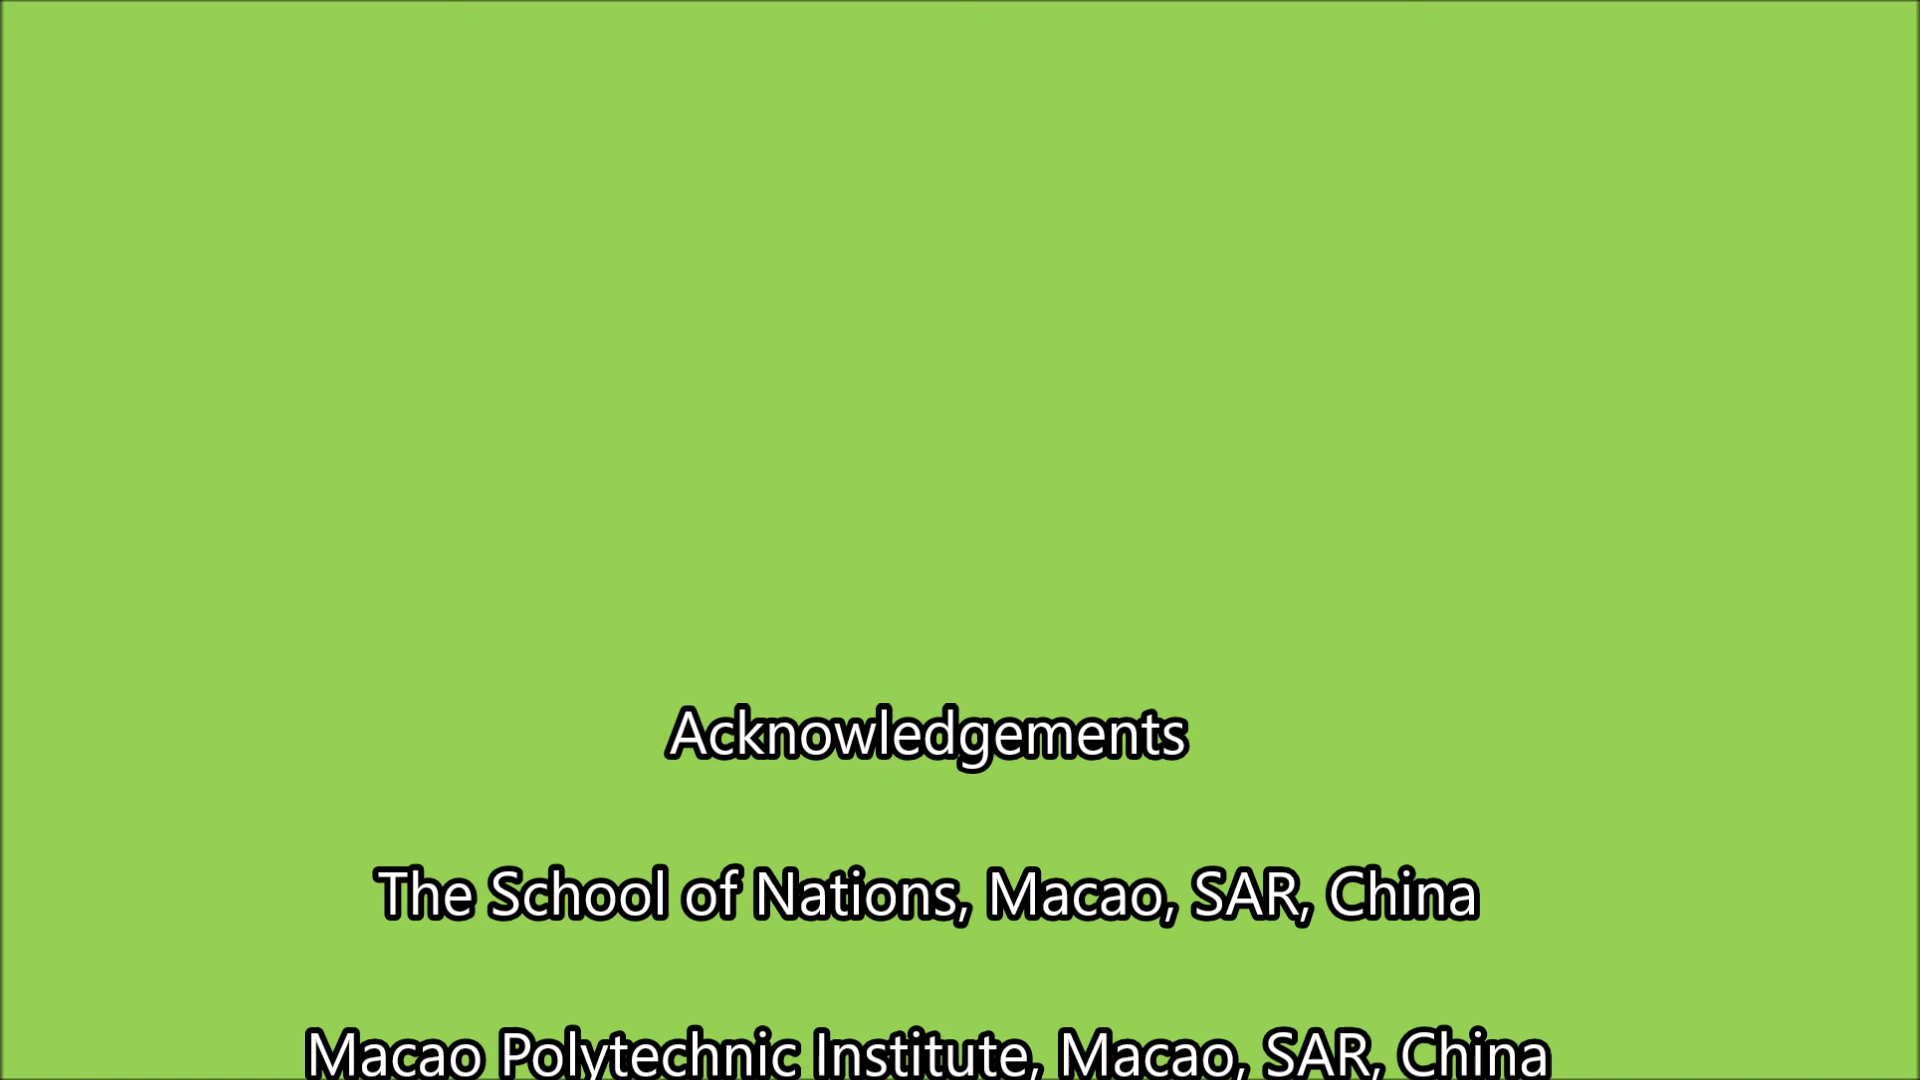 Acknowledgements
The School of Nations, Macao, SAR, China
Macao Polytechnic Institute, Macao, SAR, China